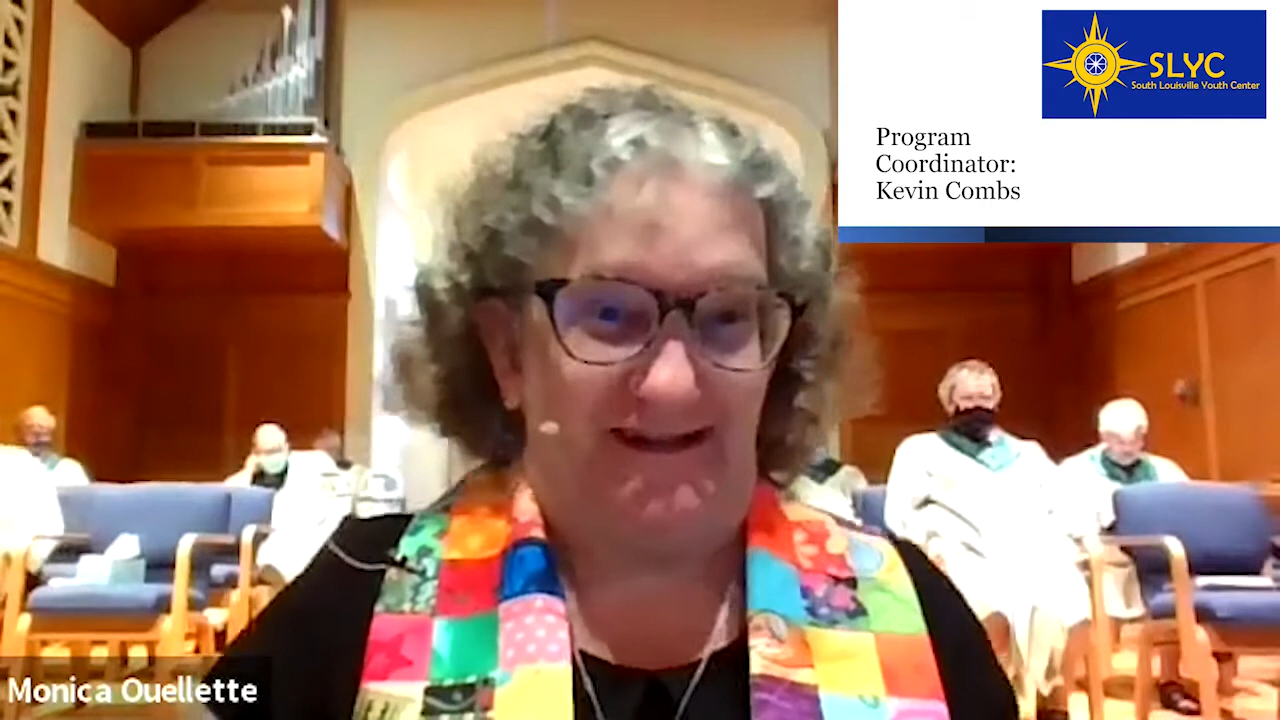 SLYC
South Louisville Youth Center
Program
Coordinator:
Kevin Combs
Monica Ouellette